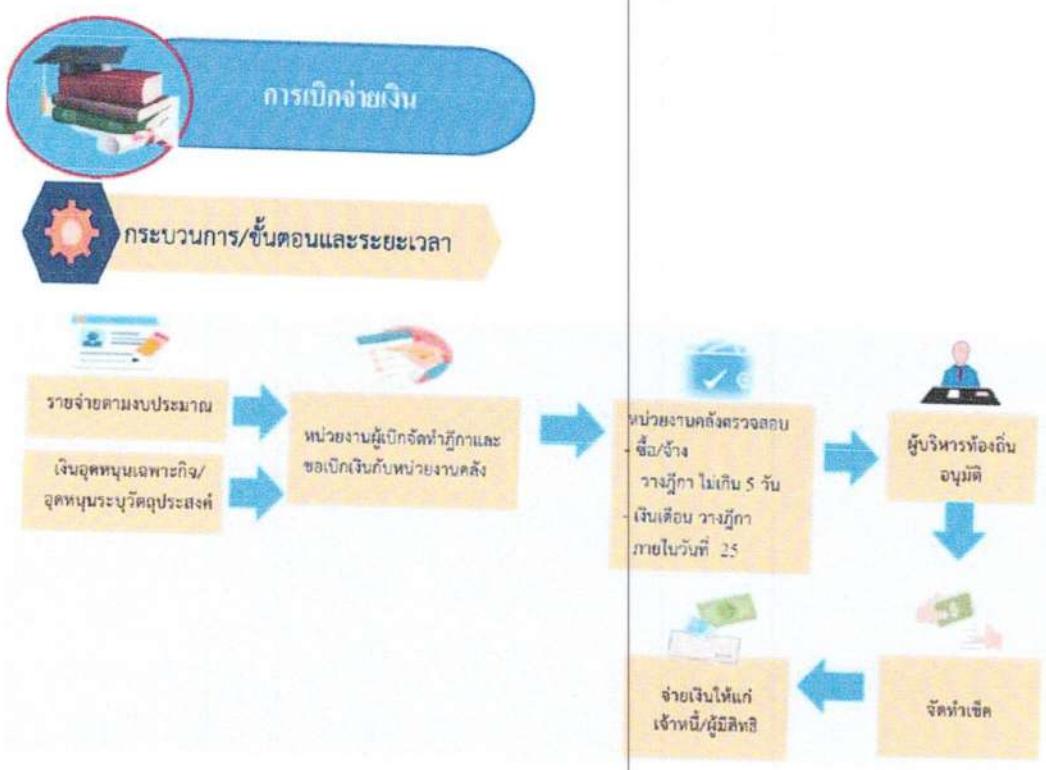 การเบิกจ่ายเงิน
กระบวนการ/ขั้นตอนและระยะเวลา
รายจ่ายตามงบประมาณ
เงินอุดหนุนเฉพาะกิจ/
อุดหนุนระบุวัตถุประสงค์
หน่วยงานผู้เบิกจัดทำฎีกาและ
ขอเบิกเงินกับหน่วยงานคลัง
หน่วยงานคลังตรวจสอบ
- ซื้อ/จ้าง
วางฎีกา ไม่เกิน 5 วัน
- เงินเดือน วางฎีกา
ภายในวันที่ 25
ผู้บริหารท้องถิ่น
อนุมัติ
จัดทำเช็ค
จ่ายเงินให้แก่
เจ้าหนี้/ผู้มีสิทธิ